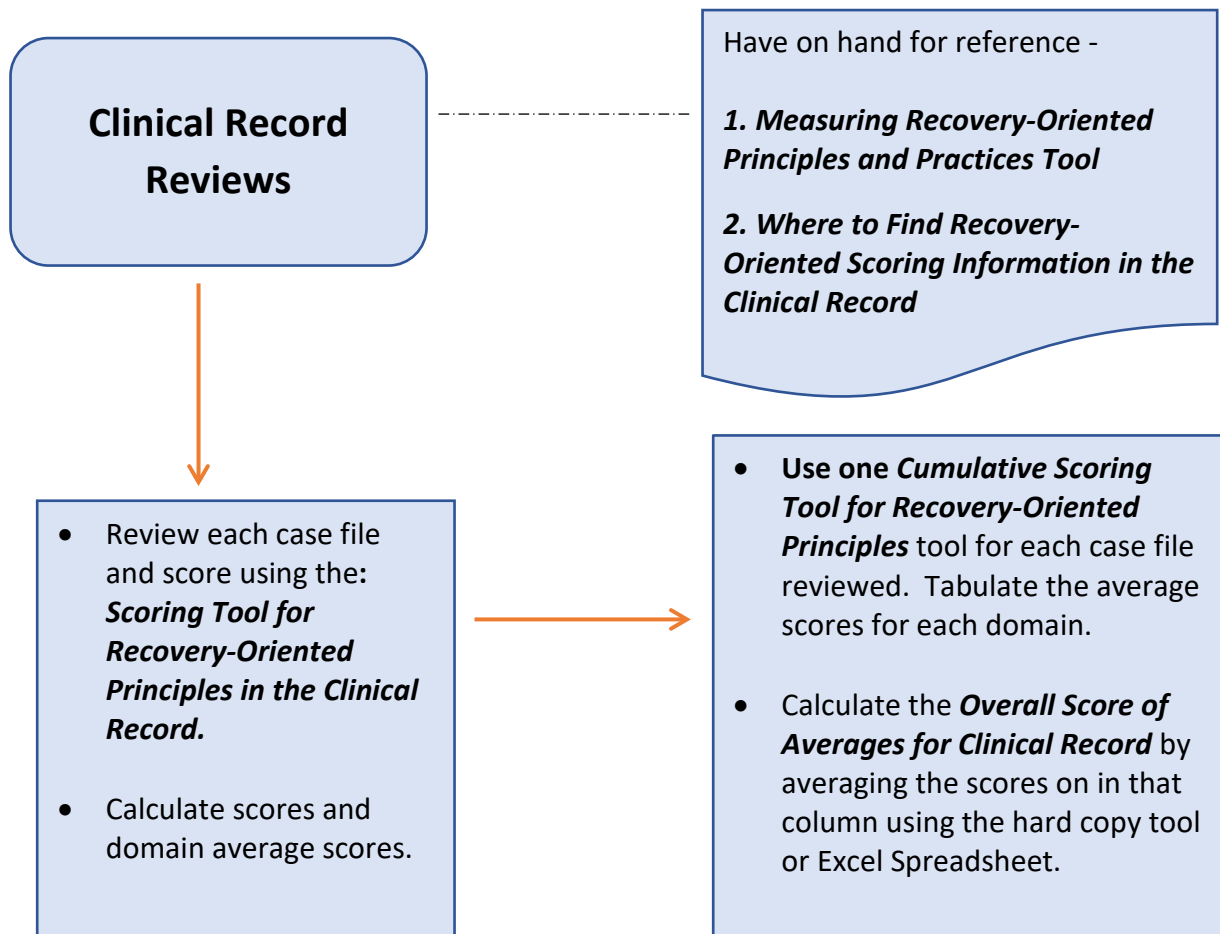 Clinical Record
Reviews
Have on hand for reference -
1. Measuring Recovery-Oriented
Principles and Practices Tool
2. Where to Find Recovery-
Oriented Scoring Information in the
Clinical Record
• Review each case file
and score using the:
Scoring Tool for
Recovery-Oriented
Principles in the Clinical
Record.
• Calculate scores and
domain average scores.
• Use one Cumulative Scoring
Tool for Recovery-Oriented
Principles tool for each case file
reviewed.  Tabulate the average
scores for each domain.
• Calculate the Overall Score of
Averages for Clinical Record by
averaging the scores on in that
column using the hard copy tool
or Excel Spreadsheet.